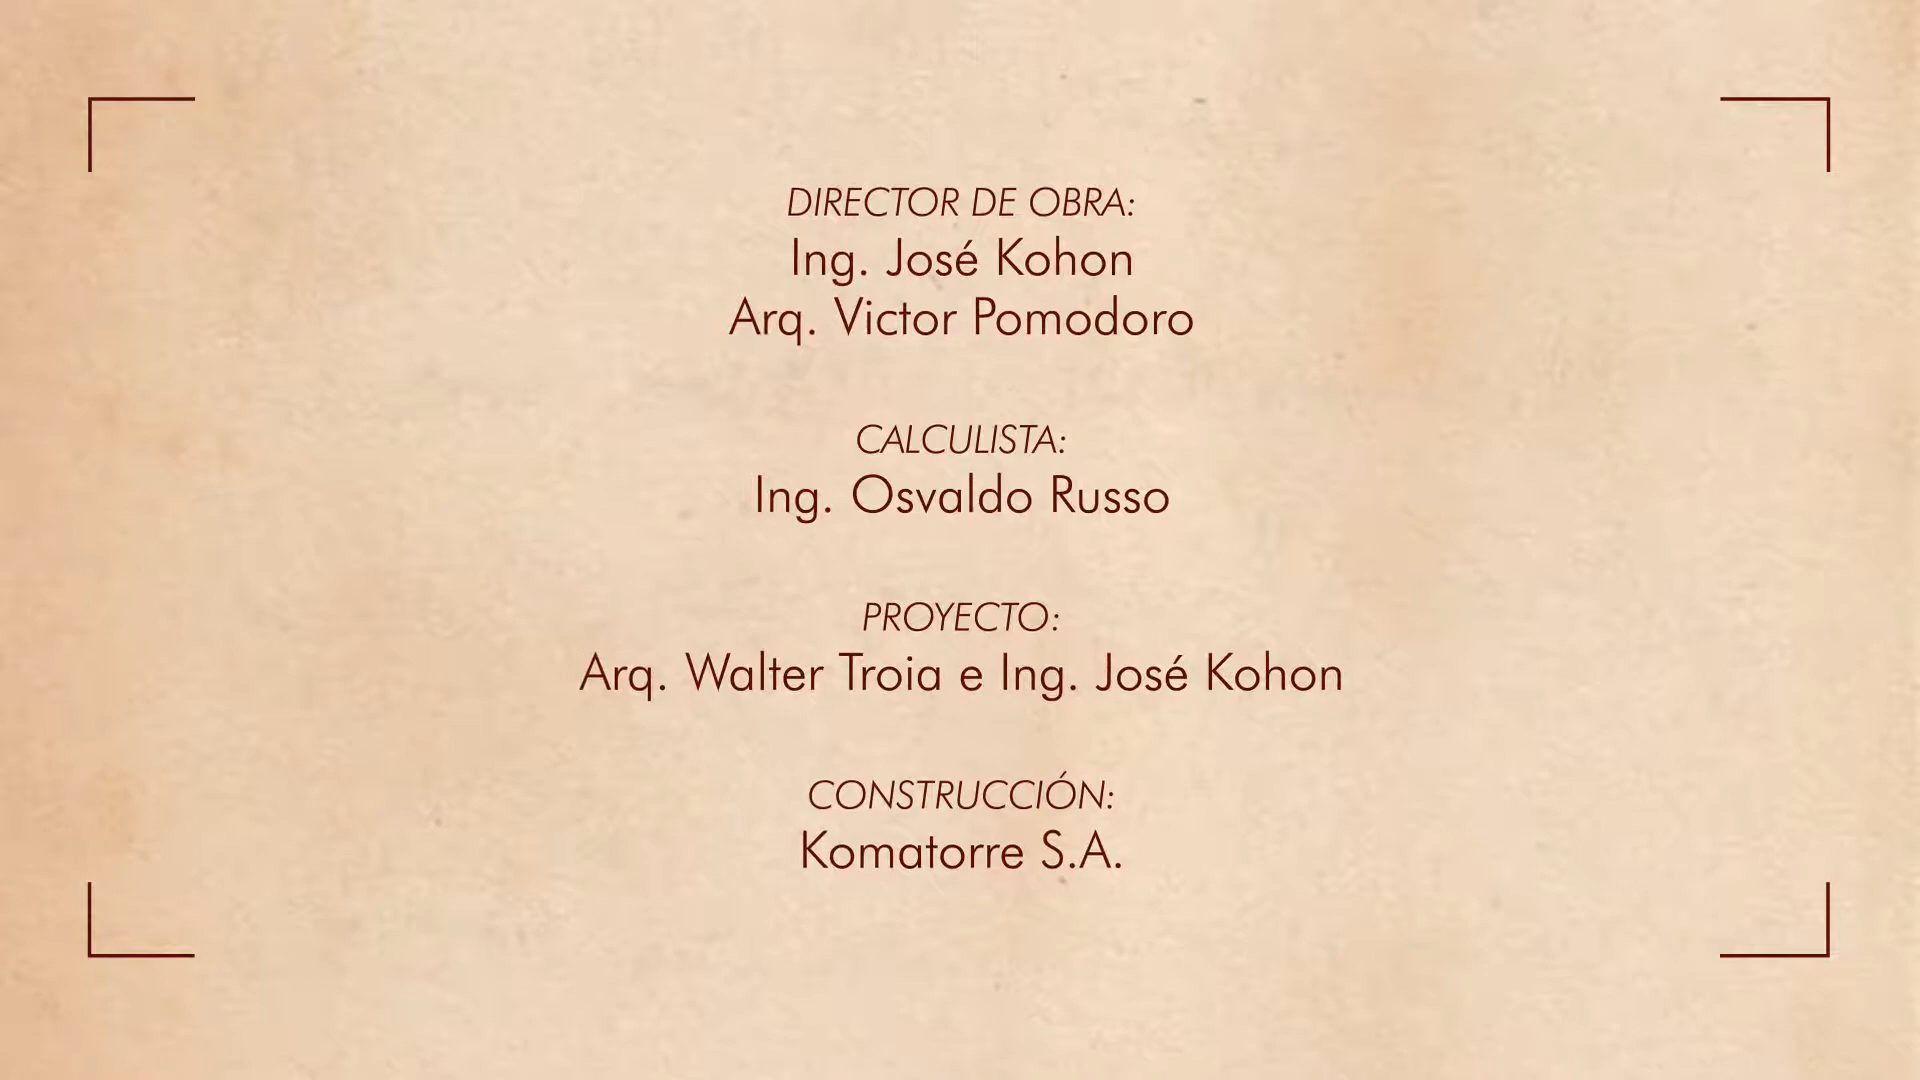 DIRECTOR DE OBRA:
Ing. José Kohon
Arq. Victor Pomodoro
CALCULISTA:
Ing. Osvaldo Russo
PROYECTO:
Arq. Walter Troia e Ing. José Kohon
CONSTRUCCIÓN:
Komatorre S.A.